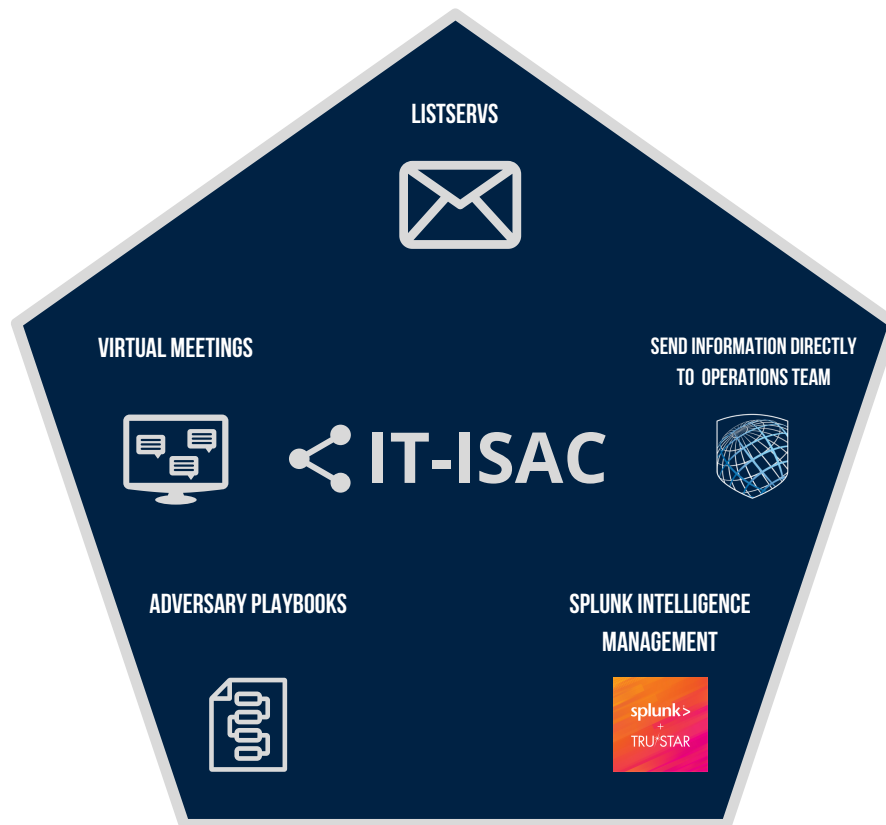 LISTSERVS
VIRTUAL MEETINGS
SEND INFORMATION DIRECTLY
TO OPERATIONS TEAM
IT-ISAC
ADVERSARY PLAYBOOKS
SPLUNK INTELLIGENCE
MANAGEMENT
splunk>
+
TRU*STAR